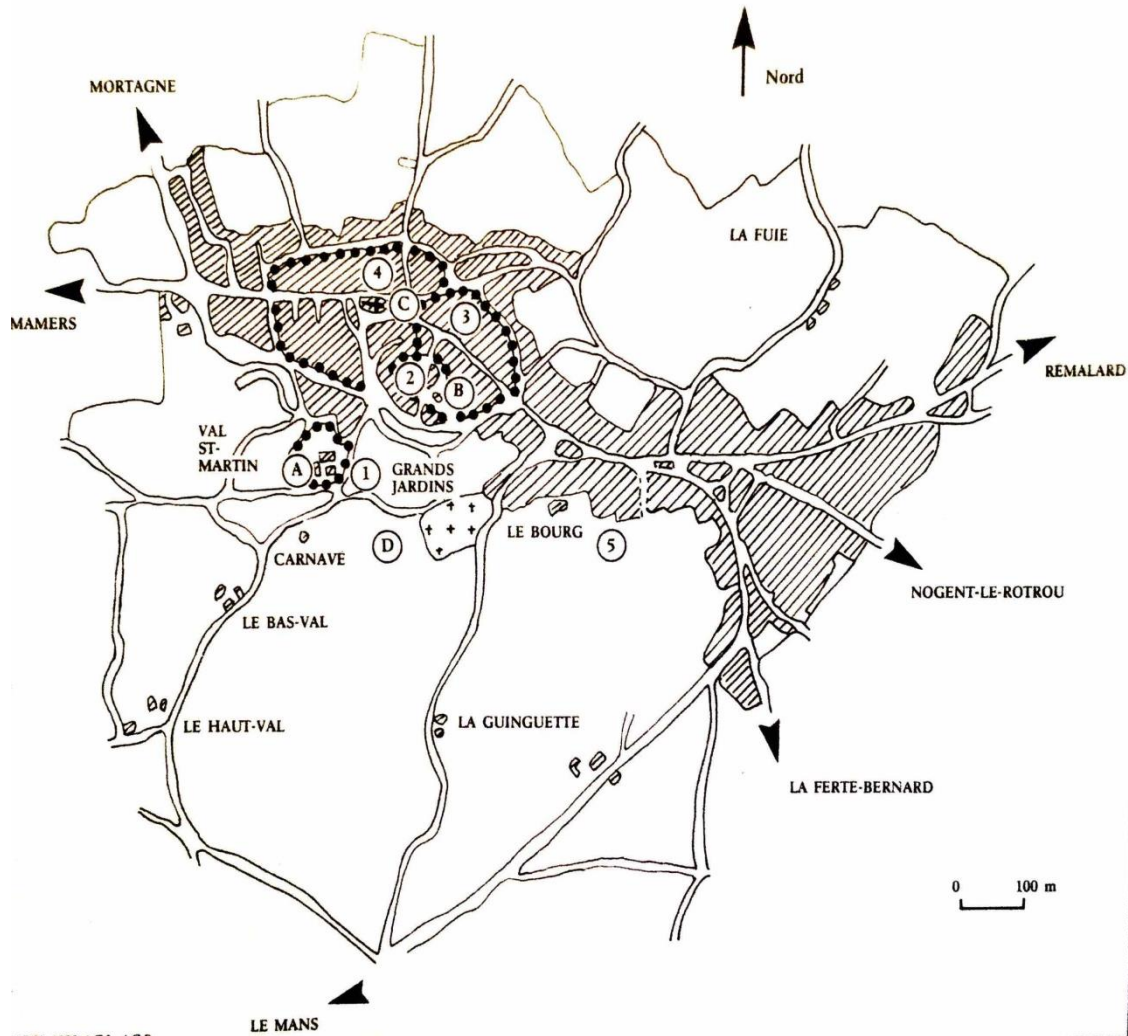 Nord
MORTAGNE
LA FUIE
4
C
MAMERS
3
REMALARD
2
B
VAL
ST-
MARTIN
A
1
GRANDS
JARDINS
D
LE BOURG
5
CARNAVE
NOGENT-LE-ROTROU
LE BAS-VAL
LE HAUT-VAL
LA GUINGUETTE
LA FERTE-BERNARD
0 100 m
LE MANS